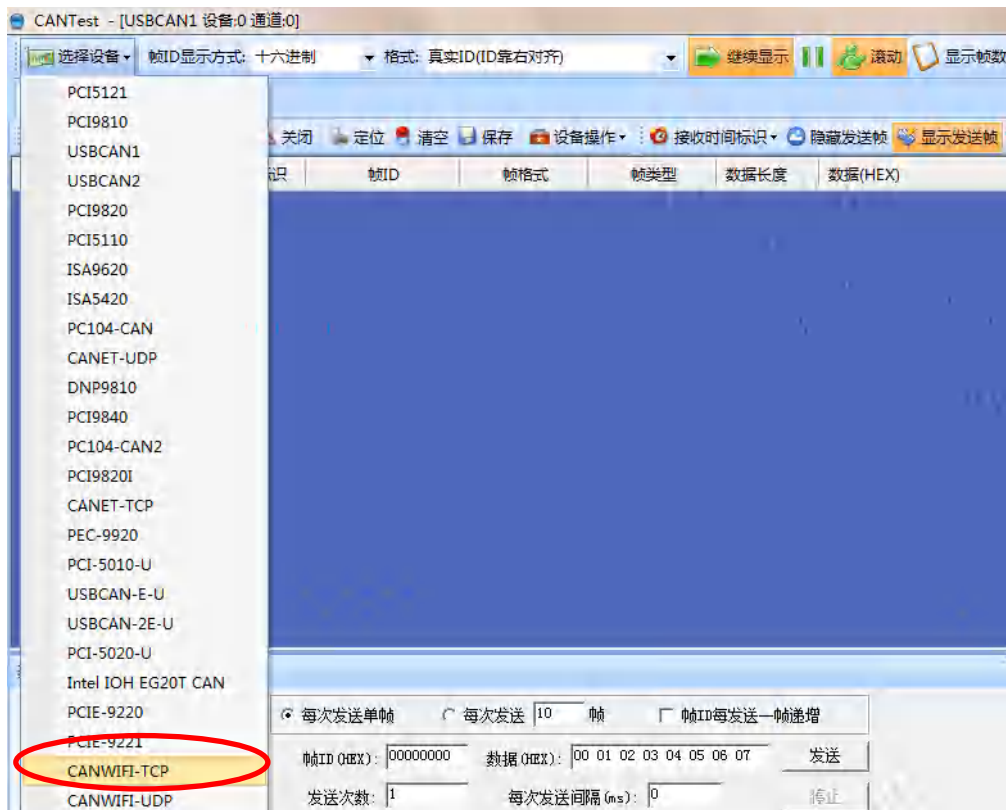 CANTest - [USBCAN1 设备:0 通道:0]
选择设备 帧ID显示方式: 十六进制 格式: 真实ID(ID靠右对齐) 继续显示 滚动 显示帧数
PCI5121
PCI9810
关闭 定位 清空 保存 设备操作 接收时间标识 隐藏发送帧 显示发送帧
USBCAN1
识 帧ID 帧格式 帧类型 数据长度 数据(HEX)
USBCAN2
PCI9820
PCI5110
ISA9620
ISA5420
PC104-CAN
CANET-UDP
DNP9810
PCI9840
PC104-CAN2
PCI9820I
CANET-TCP
PEC-9920
PCI-5010-U
USBCAN-E-U
USBCAN-2E-U
PCI-5020-U
Intel IOH EG20T CAN
PCIE-9220
每次发送单帧 每次发送 10 帧 帧ID每发送一帧递增
PCIE-9221
帧ID(HEX): 00000000 数据(HEX): 00 01 02 03 04 05 06 07 发送
CANWIFI-TCP
发送次数: 1 每次发送间隔(ms): 0 停止
CANWIFI-UDP